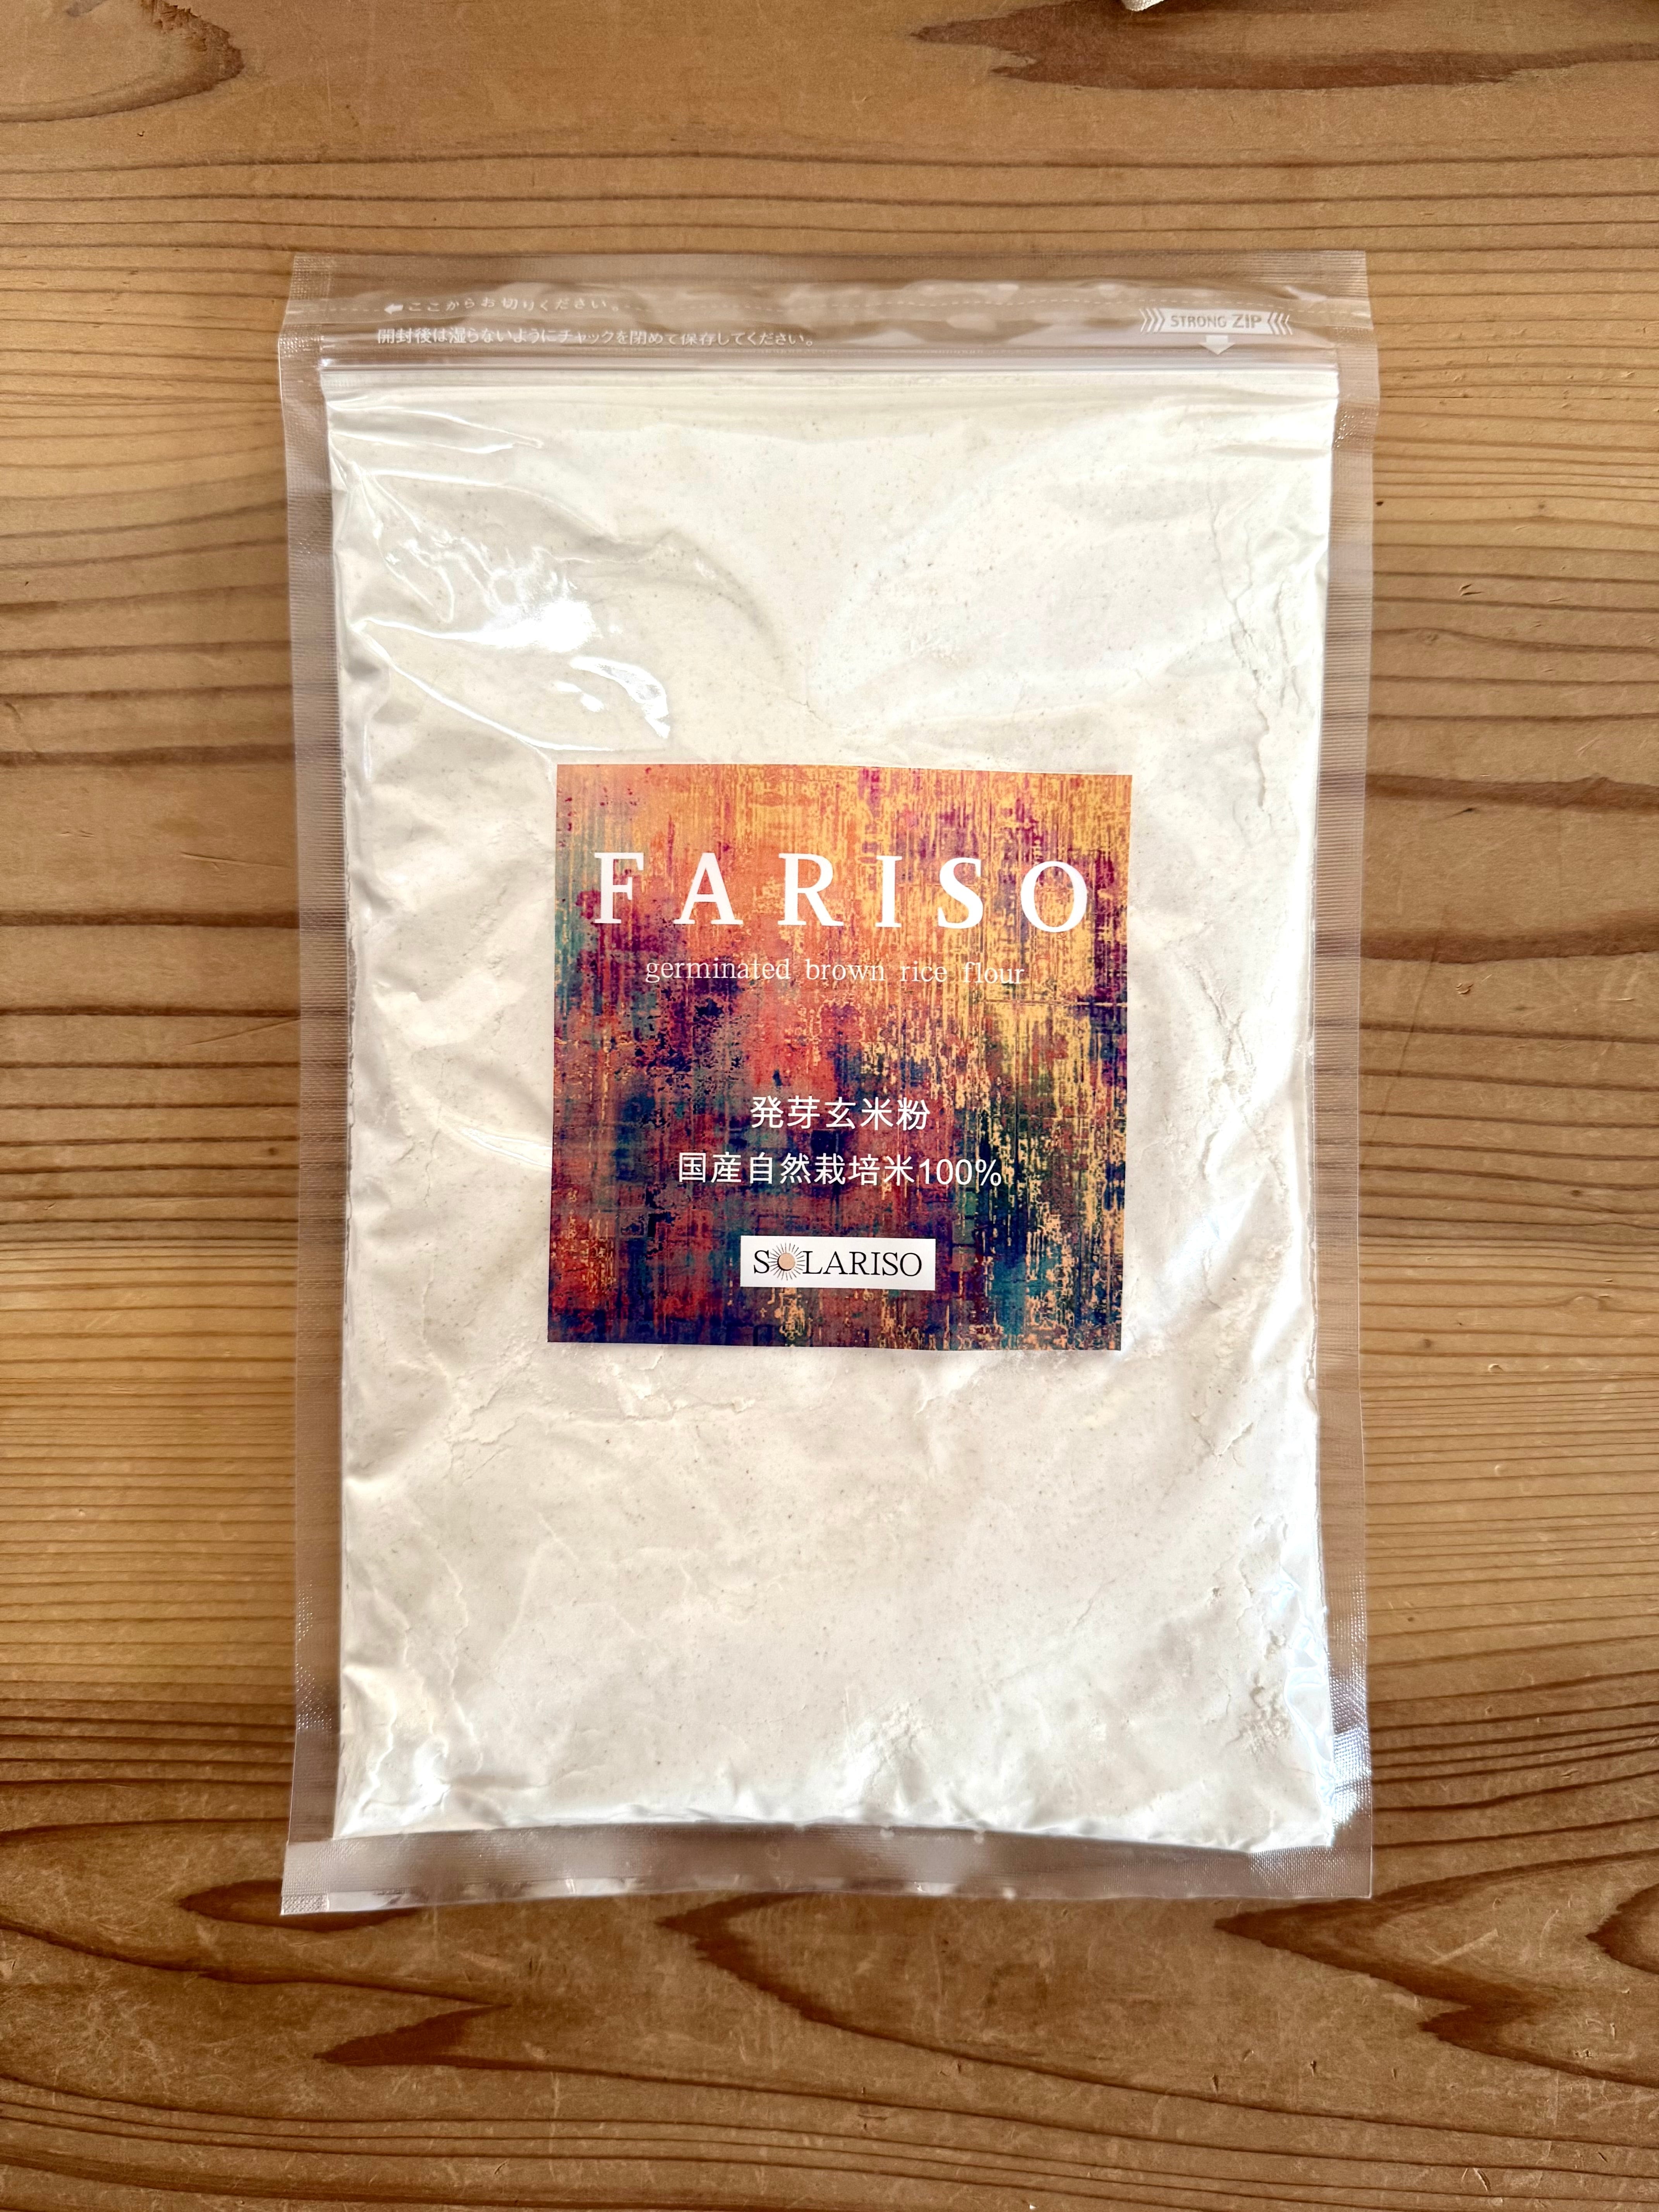 ここからお切りください。
開封後は湿らないようにチャックを閉めて保存してください。
STRONG ZIP
FARISO
germinated brown rice flour
発芽玄米粉
国産自然栽培米100%
SOLARISO